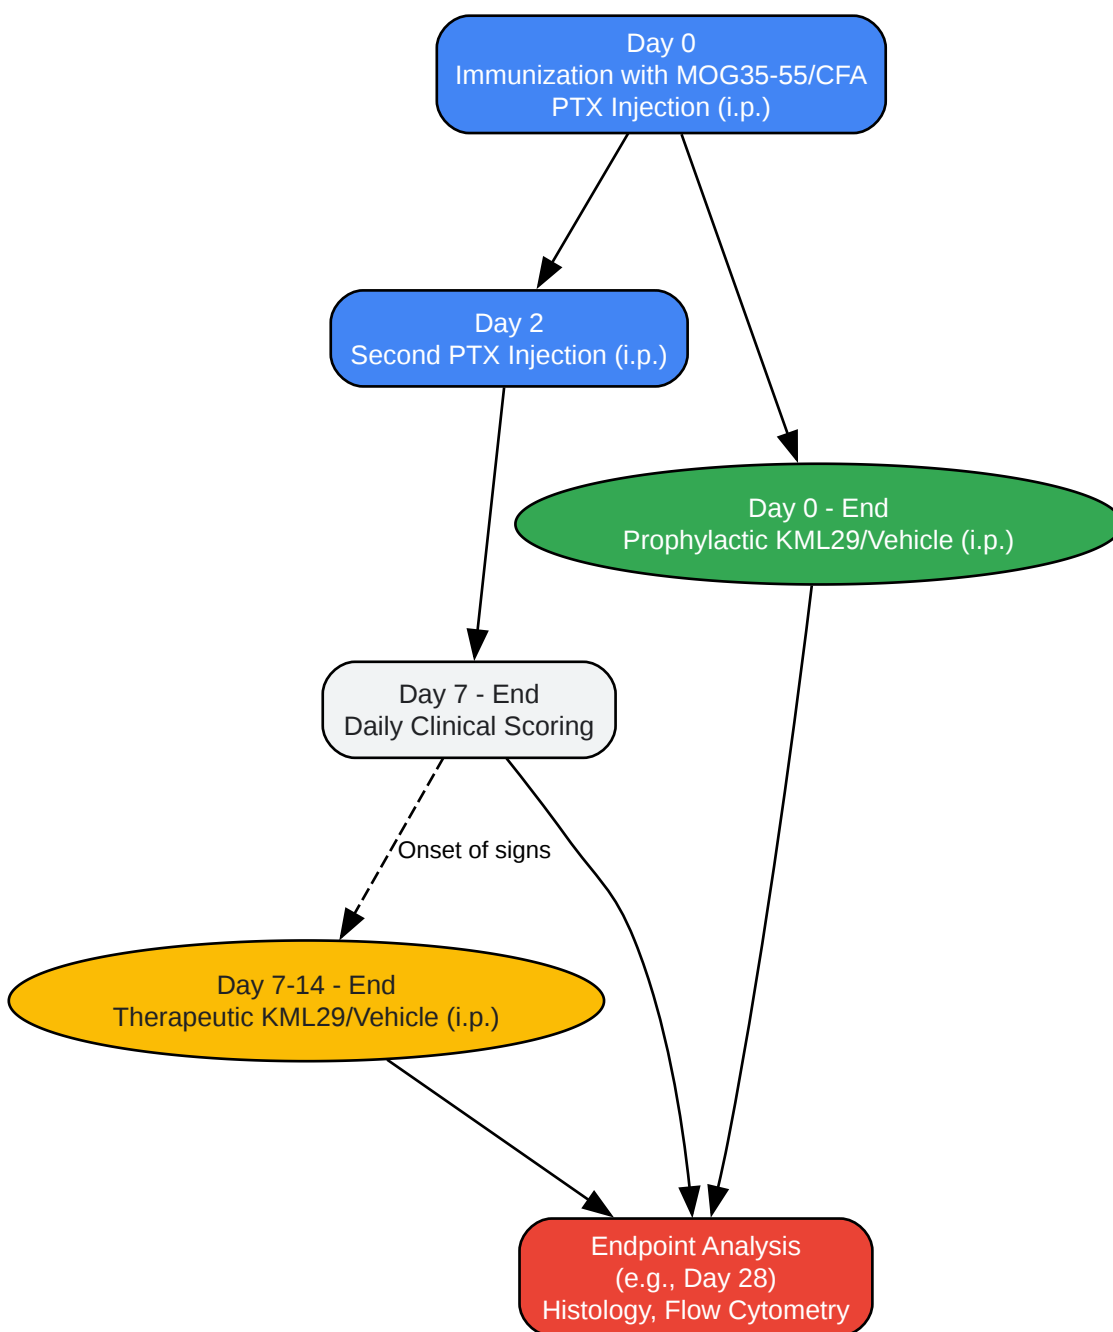 Day 0
Immunization with MOG35-55/CFA
PTX Injection (i.p.)
Day 2
Second PTX Injection (i.p.)
Day 0 - End
Prophylactic KML29/Vehicle (i.p.)
Day 7 - End
Daily Clinical Scoring
Onset of signs
Day 7-14 - End
Therapeutic KML29/Vehicle (i.p.)
Endpoint Analysis
(e.g., Day 28)
Histology, Flow Cytometry